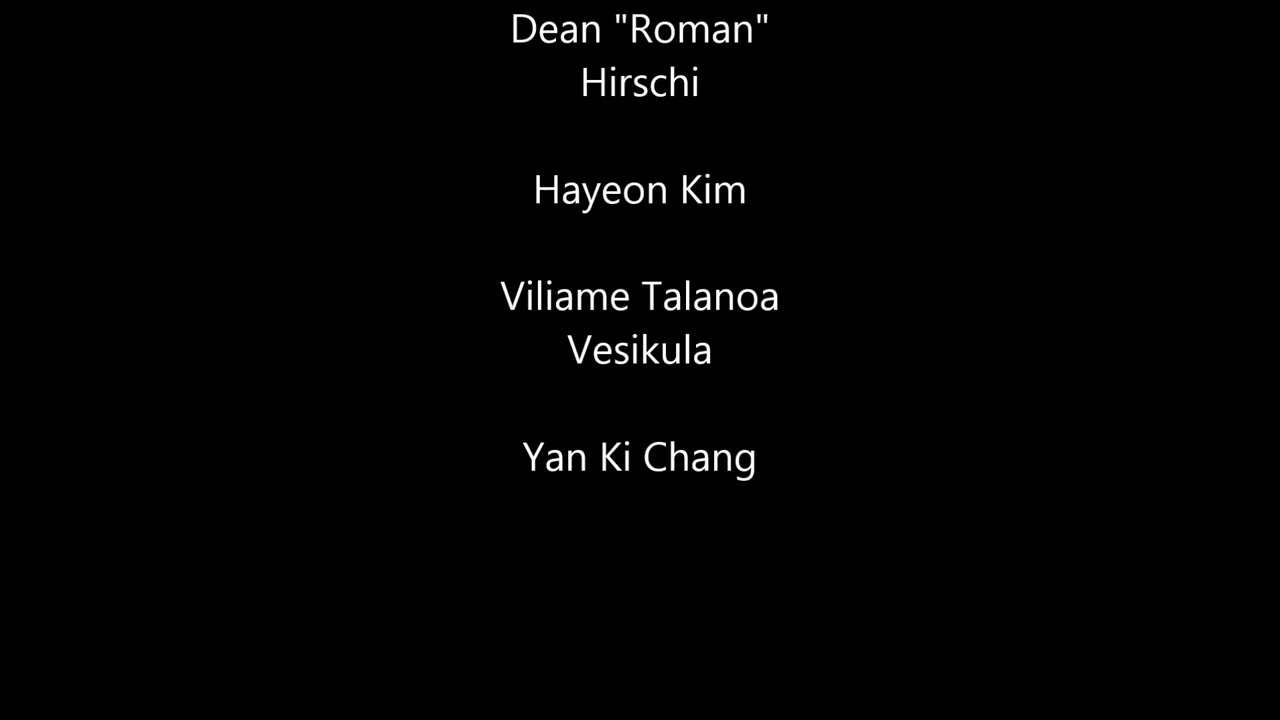 Dean "Roman"
Hirschi
Hayeon Kim
Viliame Talanoa
Vesikula
Yan Ki Chang